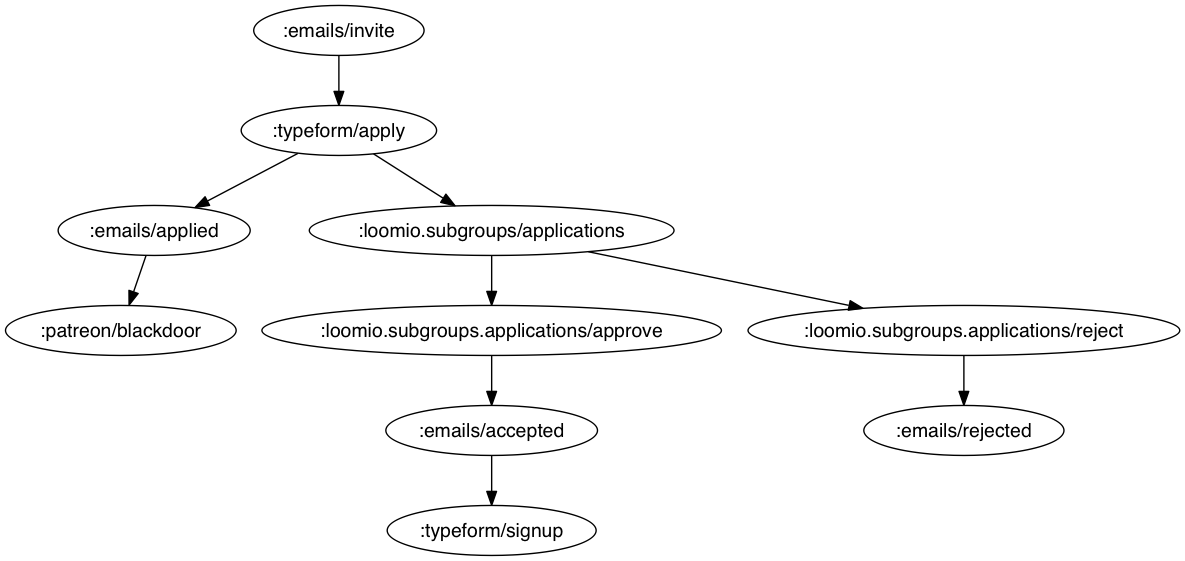 :emails/invite
:typeform/apply
:emails/applied
:loomio.subgroups/applications
:patreon/blackdoor
:loomio.subgroups.applications/approve
:loomio.subgroups.applications/reject
:emails/accepted
:emails/rejected
:typeform/signup